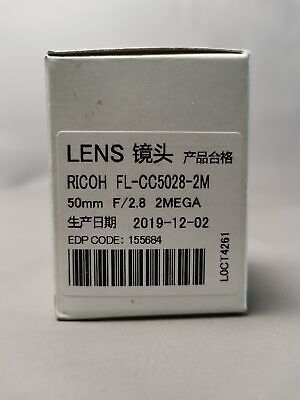 LENS 镜头 产品合格
RICOH FL-CC5028-2M
50mm F/2.8 2MEGA
生产日期 2019-12-02
EDP CODE: 155684
LOCT4261